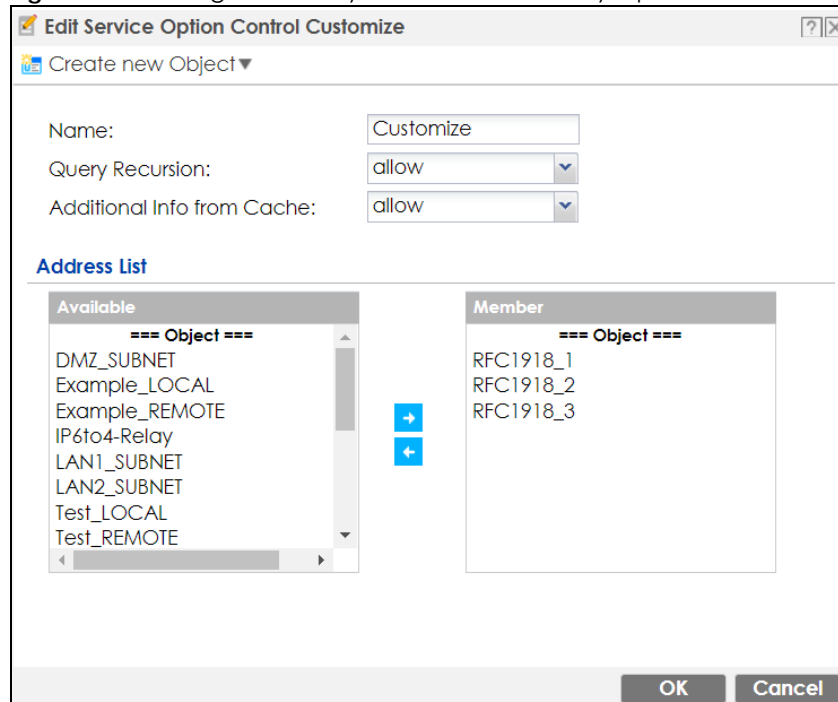 Edit Service Option Control Customize
Create new Object
Name: Customize
Query Recursion: allow
Additional Info from Cache: allow
Address List
Available
=== Object ===
DMZ_SUBNET
Example_LOCAL
Example_REMOTE
IP6to4-Relay
LAN1_SUBNET
LAN2_SUBNET
Test_LOCAL
Test_REMOTE
Member
=== Object ===
RFC1918_1
RFC1918_2
RFC1918_3
OK Cancel